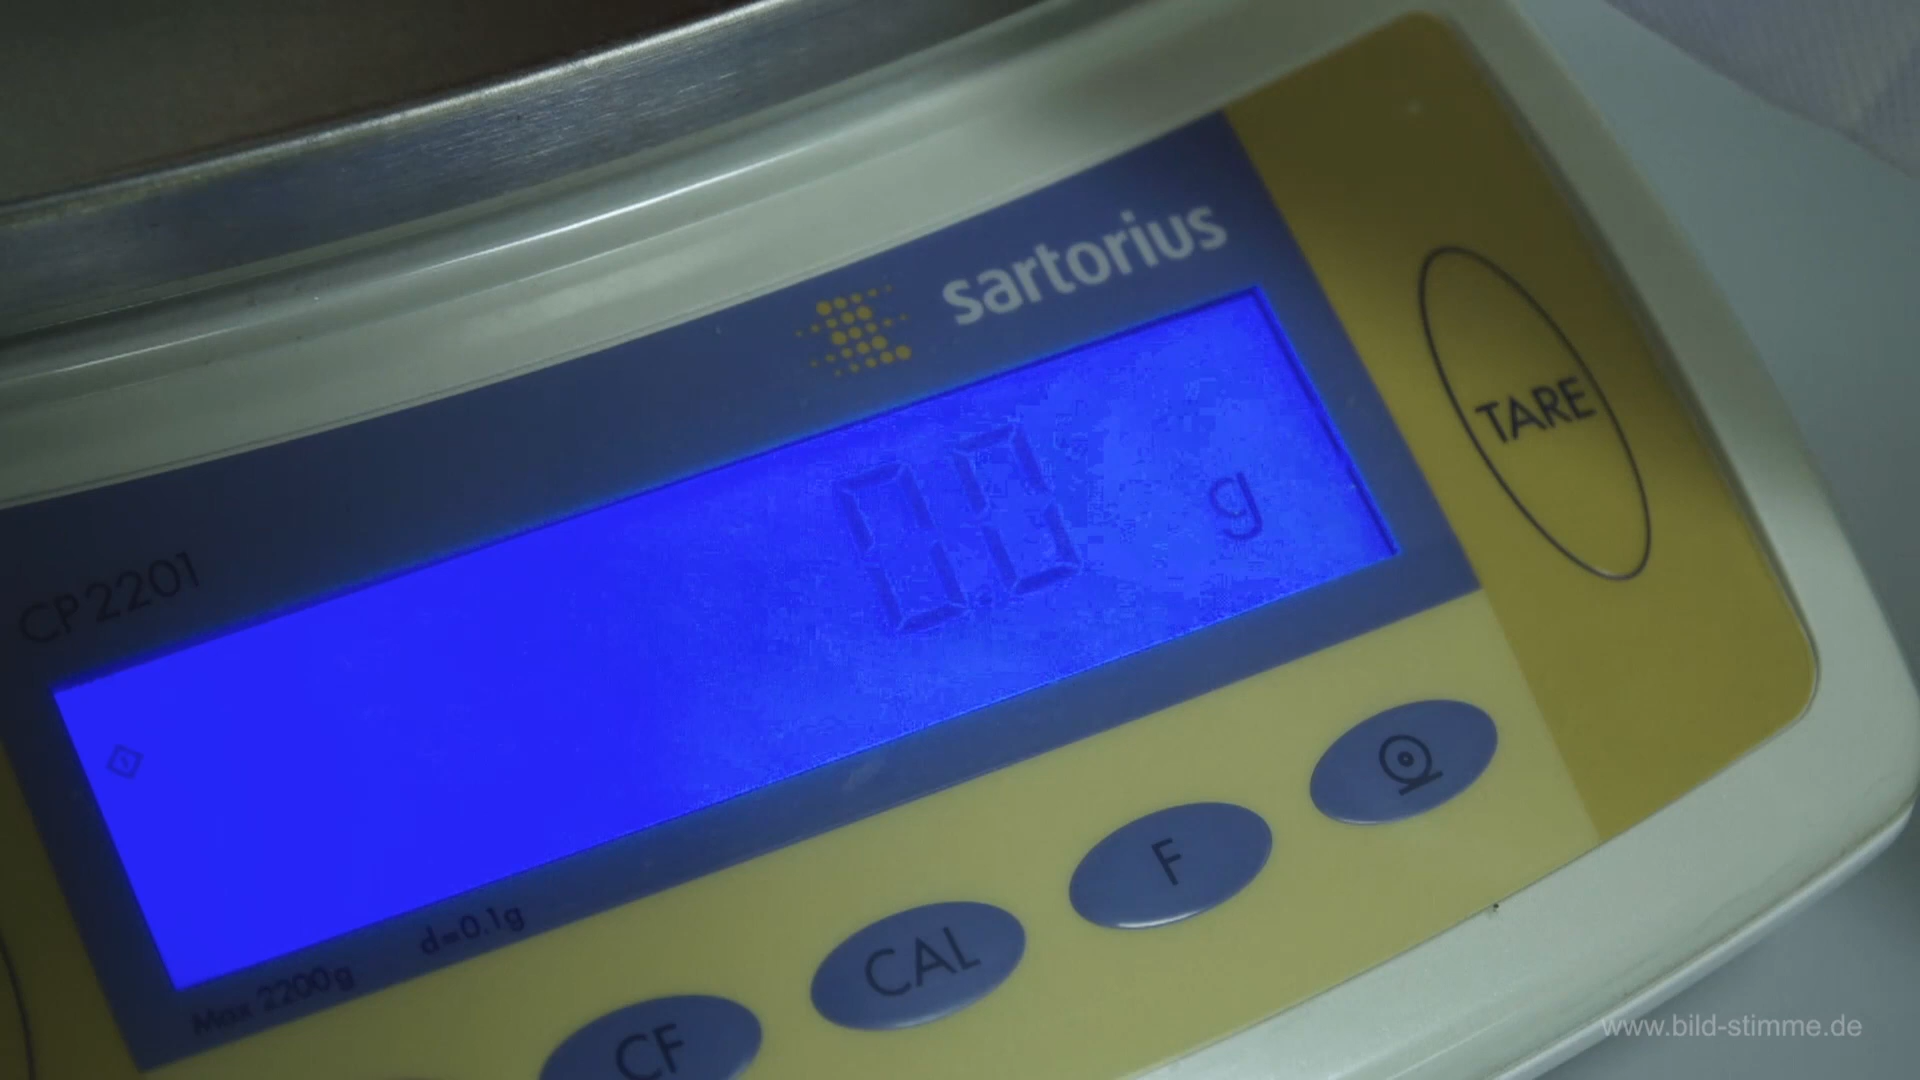 sartorius
TARE
CP2201
0.0 g
d=0.1g
Max 2200g
F
CAL
CF
www.bild-stimme.de